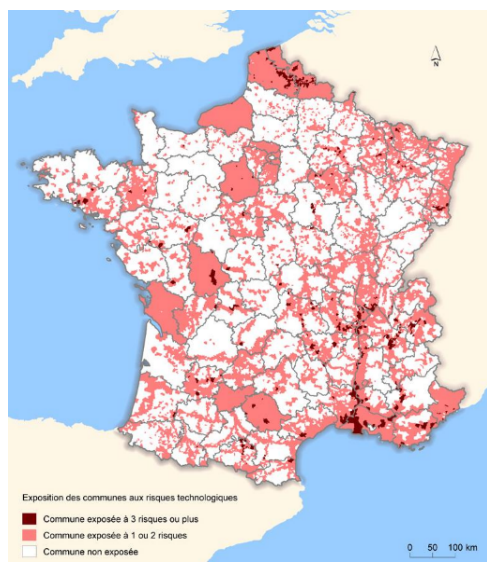 N
Exposition des communes aux risques technologiques
Commune exposée à 3 risques ou plus
Commune exposée à 1 ou 2 risques
Commune non exposée
0 50 100 km